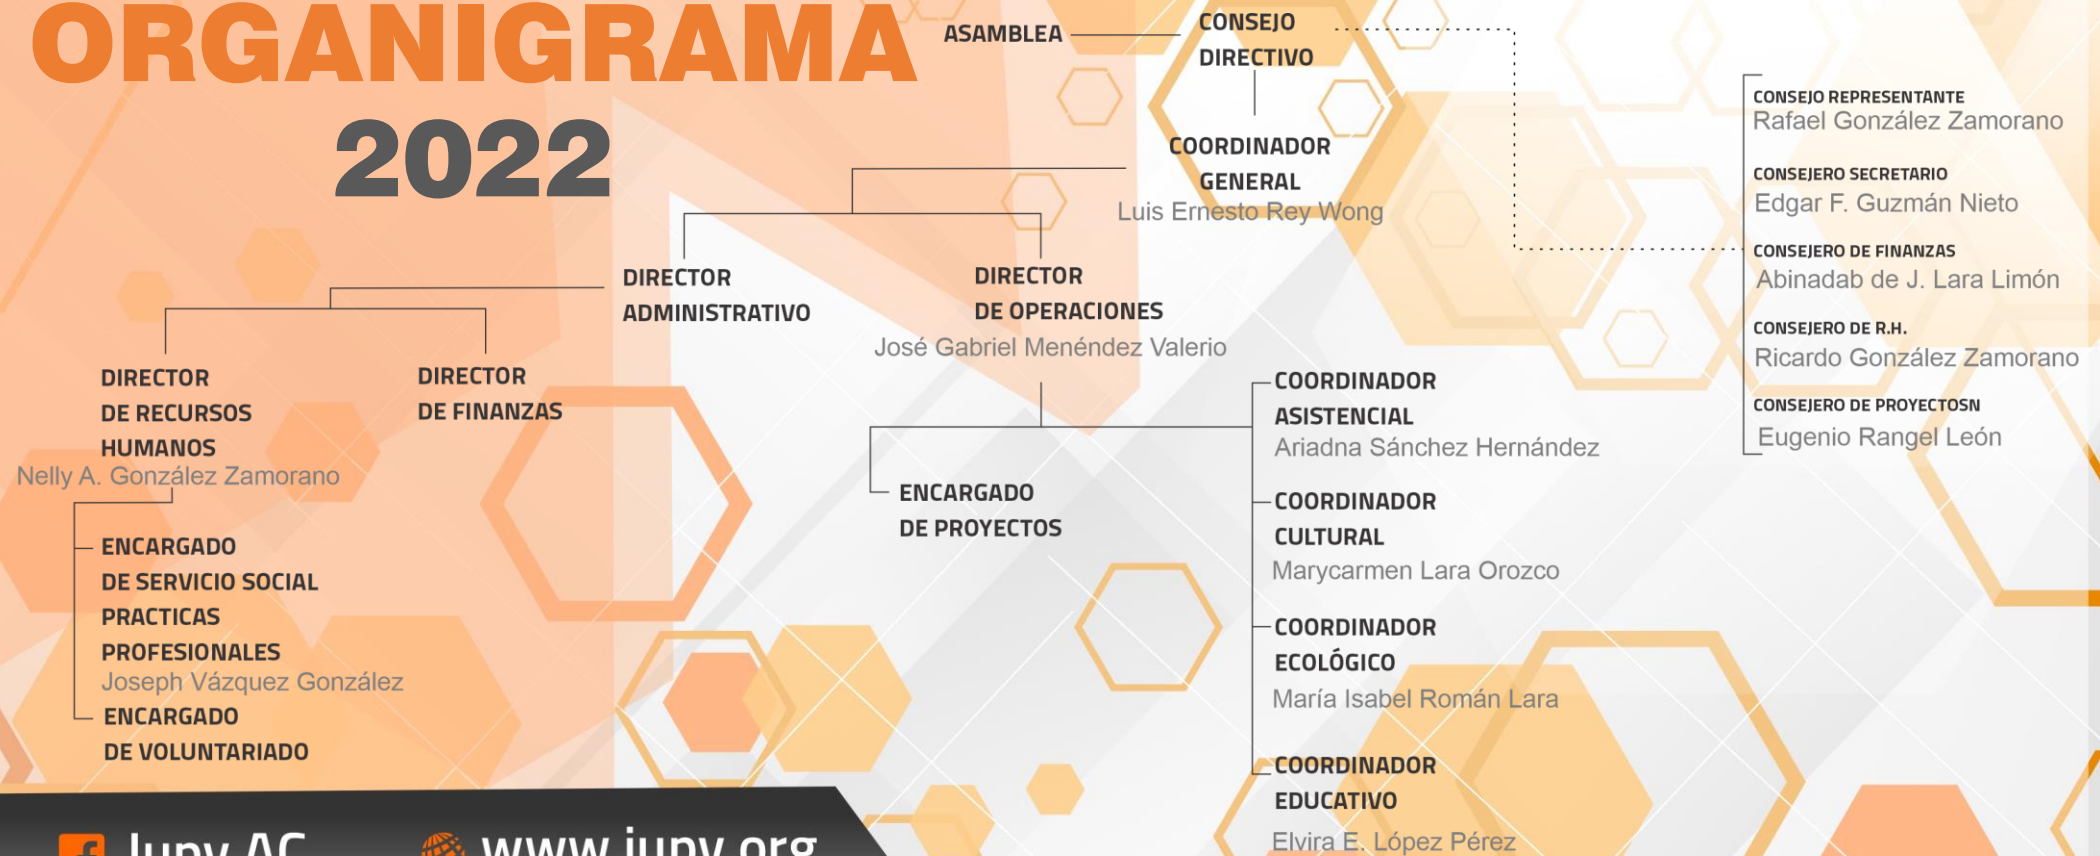 ORGANIGRAMA
2022
ASAMBLEA
CONSEJO
DIRECTIVO
COORDINADOR
GENERAL
Luis Ernesto Rey Wong
CONSEJO REPRESENTANTE
Rafael González Zamorano
CONSEJERO SECRETARIO
Edgar F. Guzmán Nieto
CONSEJERO DE FINANZAS
Abinadab de J. Lara Limón
CONSEJERO DE R.H.
Ricardo González Zamorano
CONSEJERO DE PROYECTOSN
Eugenio Rangel León
DIRECTOR
ADMINISTRATIVO
DIRECTOR
DE OPERACIONES
José Gabriel Menéndez Valerio
DIRECTOR
DE RECURSOS
HUMANOS
Nelly A. González Zamorano
DIRECTOR
DE FINANZAS
ENCARGADO
DE SERVICIO SOCIAL
PRACTICAS
PROFESIONALES
Joseph Vázquez González
ENCARGADO
DE VOLUNTARIADO
ENCARGADO
DE PROYECTOS
COORDINADOR
ASISTENCIAL
Ariadna Sánchez Hernández
COORDINADOR
CULTURAL
Marycarmen Lara Orozco
COORDINADOR
ECOLÓGICO
María Isabel Román Lara
COORDINADOR
EDUCATIVO
Elvira E. López Pérez
Jupv AC
www.jupv.org